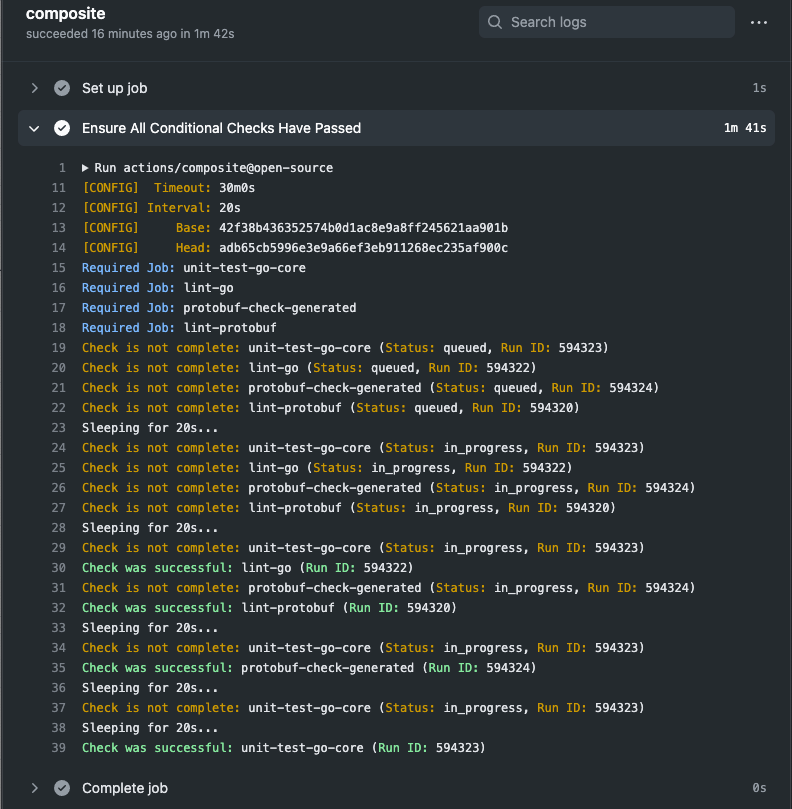 composite
succeeded 16 minutes ago in 1m 42s
Search logs
Set up job 1s
Ensure All Conditional Checks Have Passed 1m 41s
1 Run actions/composite@open-source
11 [CONFIG] Timeout: 30m0s
12 [CONFIG] Interval: 20s
13 [CONFIG] Base: 42f38b436352574b0d1ac8e9a8ff245621aa901b
14 [CONFIG] Head: adb65cb5996e3e9a66ef3eb911268ec235af900c
15 Required Job: unit-test-go-core
16 Required Job: lint-go
17 Required Job: protobuf-check-generated
18 Required Job: lint-protobuf
19 Check is not complete: unit-test-go-core (Status: queued, Run ID: 594323)
20 Check is not complete: lint-go (Status: queued, Run ID: 594322)
21 Check is not complete: protobuf-check-generated (Status: queued, Run ID: 594324)
22 Check is not complete: lint-protobuf (Status: queued, Run ID: 594320)
23 Sleeping for 20s...
24 Check is not complete: unit-test-go-core (Status: in_progress, Run ID: 594323)
25 Check is not complete: lint-go (Status: in_progress, Run ID: 594322)
26 Check is not complete: protobuf-check-generated (Status: in_progress, Run ID: 594324)
27 Check is not complete: lint-protobuf (Status: in_progress, Run ID: 594320)
28 Sleeping for 20s...
29 Check is not complete: unit-test-go-core (Status: in_progress, Run ID: 594323)
30 Check was successful: lint-go (Run ID: 594322)
31 Check is not complete: protobuf-check-generated (Status: in_progress, Run ID: 594324)
32 Check was successful: lint-protobuf (Run ID: 594320)
33 Sleeping for 20s...
34 Check is not complete: unit-test-go-core (Status: in_progress, Run ID: 594323)
35 Check was successful: protobuf-check-generated (Run ID: 594324)
36 Sleeping for 20s...
37 Check is not complete: unit-test-go-core (Status: in_progress, Run ID: 594323)
38 Sleeping for 20s...
39 Check was successful: unit-test-go-core (Run ID: 594323)
Complete job 0s